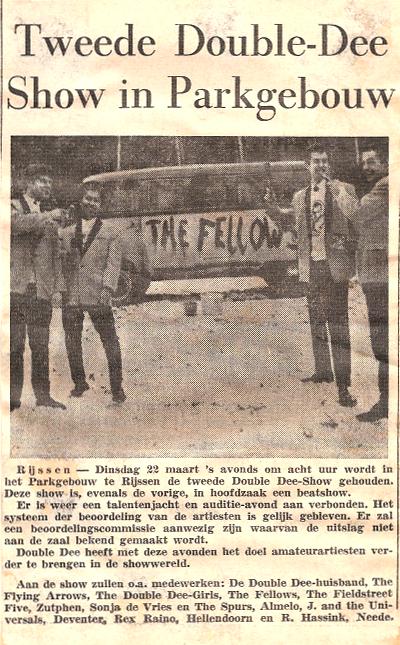 Tweede Double-Dee
Show in Parkgebouw
THE FELLOW
Rijssen — Dinsdag 22 maart 's avonds om acht uur wordt in
het Parkgebouw te Rijssen de tweede Double Dee-Show gehouden.
Deze show is, evenals de vorige, in hoofdzaak een beatshow.
Er is weer een talentenjacht en auditie-avond aan verbonden. Het
systeem der beoordeling van de artiesten is gelijk gebleven. Er zal
een beoordelingscommissie aanwezig zijn waarvan de uitslag niet
aan de zaal bekend gemaakt wordt.
Double Dee heeft met deze avonden het doel amateurartiesten ver-
der te brengen in de showwereld.
Aan de show zullen o.a. medewerken: De Double Dee-huisband, The
Flying Arrows, The Double Dee-Girls, The Fellows, The Fieldstreet
Five, Zutphen, Sonja de Vries en The Spurs, Almelo, J. and the Uni-
versals, Deventer, Rex Raino, Hellendoorn en R. Hassink, Neede.